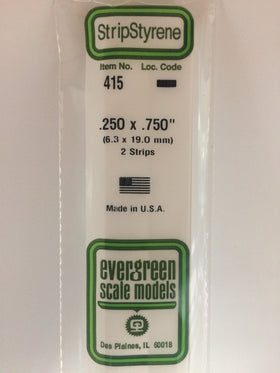 StripStyrene
Item No. Loc. Code
415
.250 x .750"
(6.3 x 19.0 mm)
2 Strips
Made in U.S.A.
evergreen
scale models
Des Plaines, IL 60018